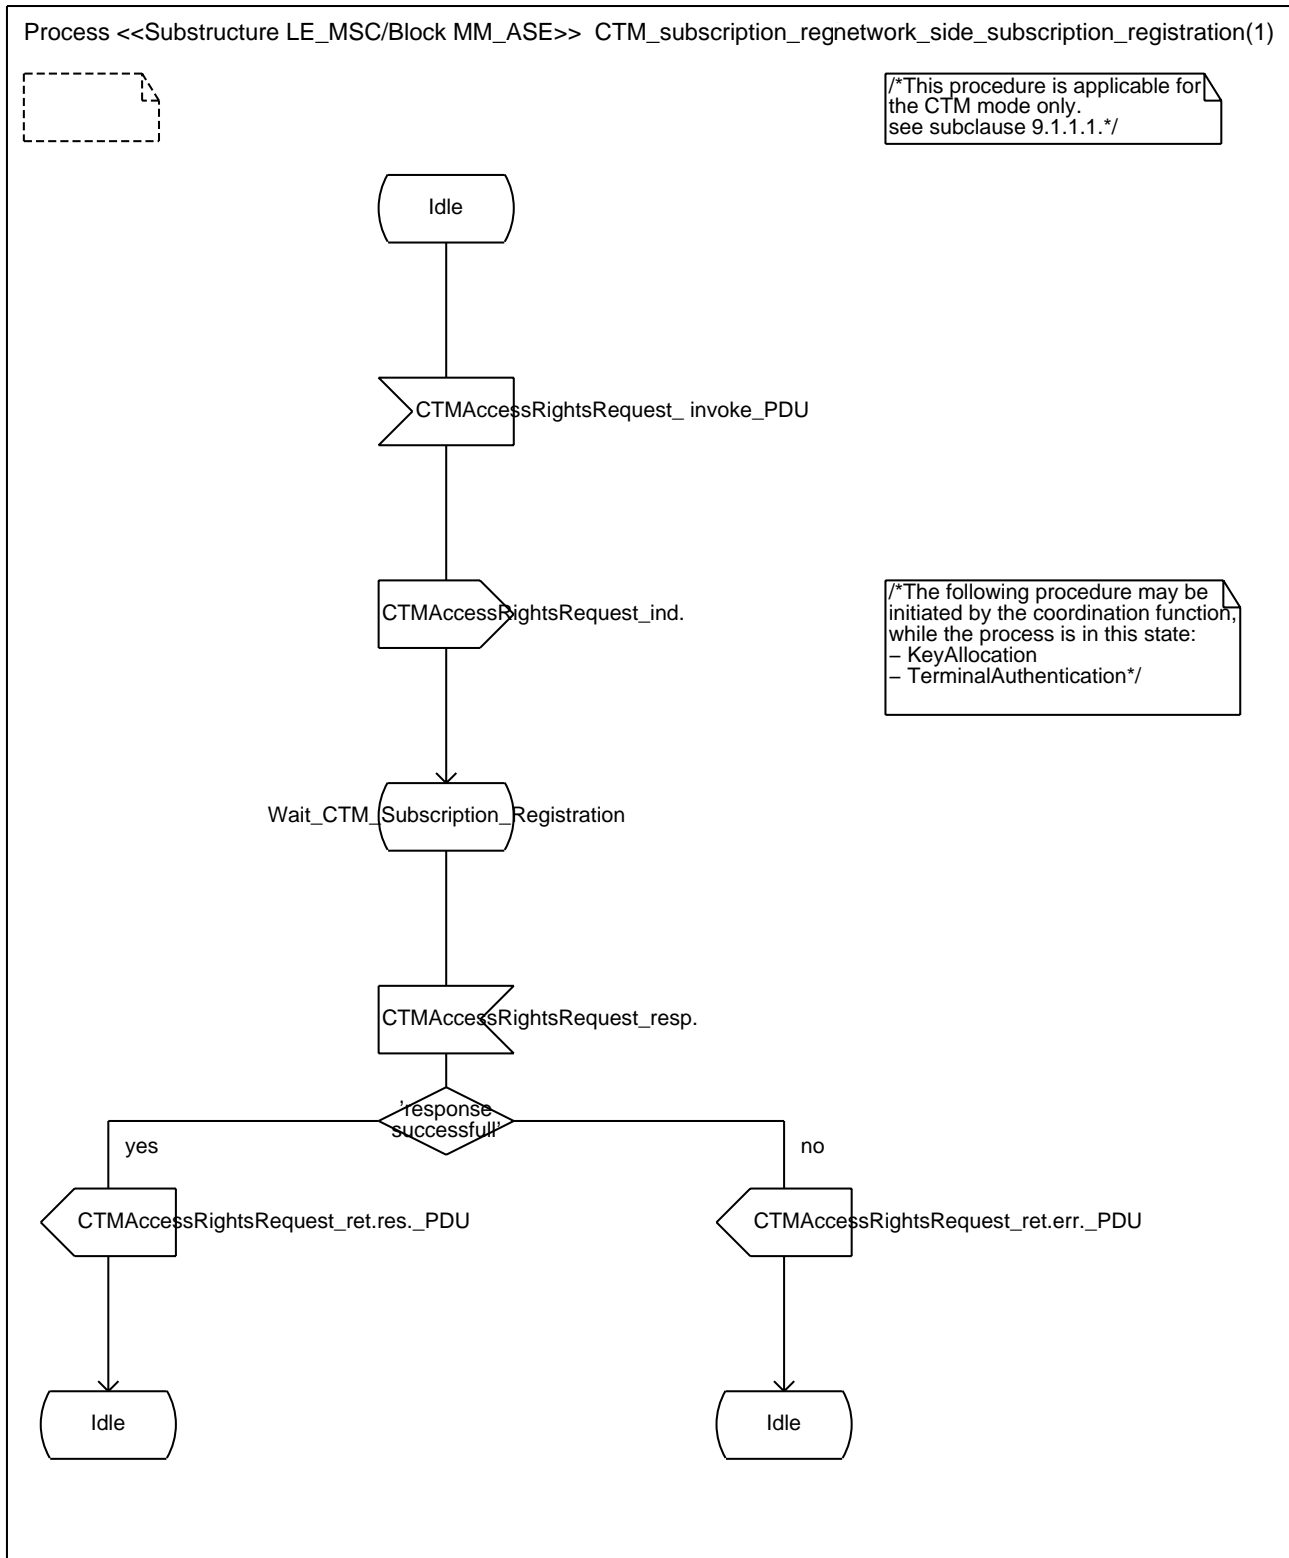 Process <<Substructure LE_MSC/Block MM_ASE>> CTM_subscription_regnetwork_side_subscription_registration(1)
/*This procedure is applicable for
the CTM mode only.
see subclause 9.1.1.1.*/
Idle
CTMAccessRightsRequest_ invoke_PDU
CTMAccessRightsRequest_ind.
/*The following procedure may be
initiated by the coordination function,
while the process is in this state:
– KeyAllocation
– TerminalAuthentication*/
Wait_CTM_Subscription_Registration
CTMAccessRightsRequest_resp.
'response
successfull'
yes
no
CTMAccessRightsRequest_ret.res._PDU
CTMAccessRightsRequest_ret.err._PDU
Idle
Idle